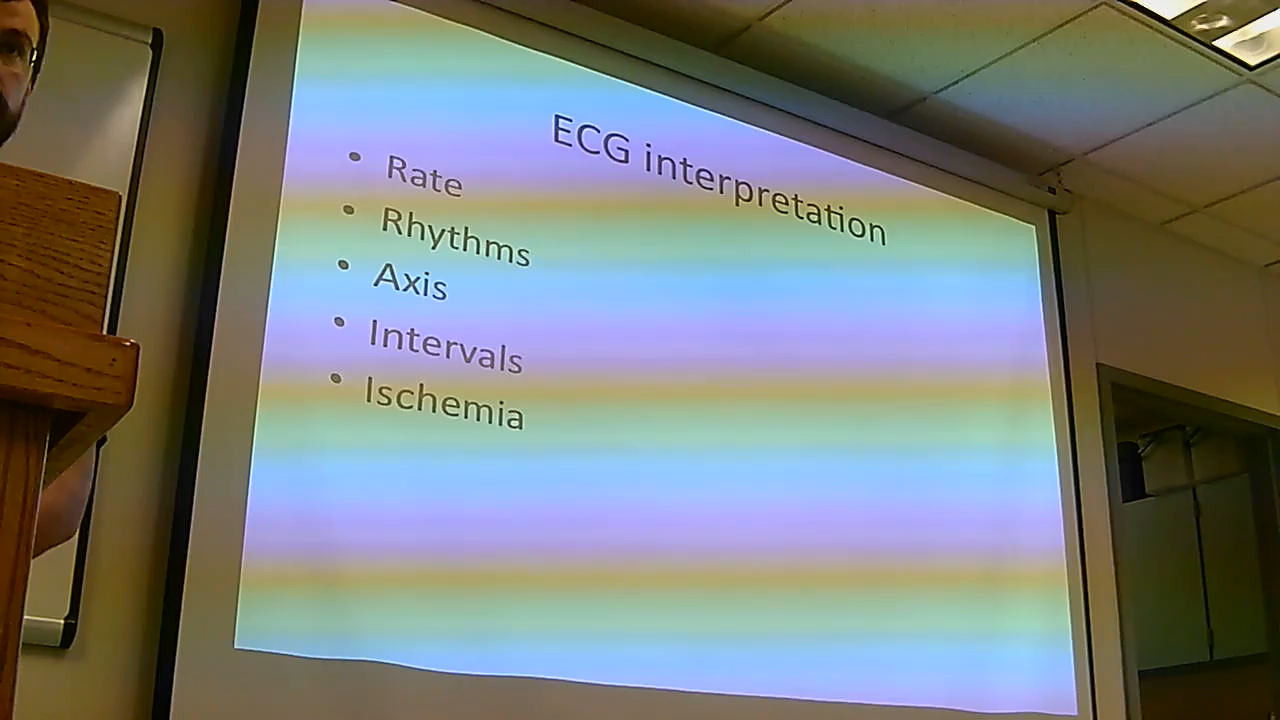 ECG interpretation
• Rate
• Rhythms
• Axis
• Intervals
• Ischemia